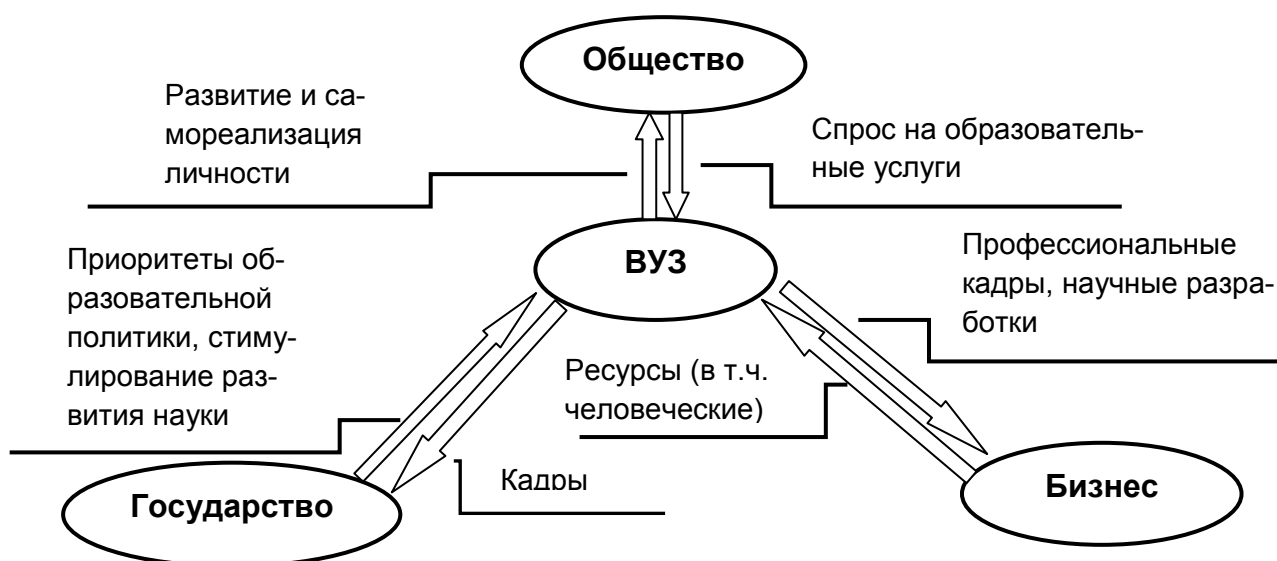 Общество
Развитие и са-
мореализация
личности
Спрос на образователь-
ные услуги
ВУЗ
Приоритеты об-
разовательной
политики, стиму-
лирование раз-
вития науки
Профессиональные
кадры, научные разра-
ботки
Ресурсы (в т.ч.
человеческие)
Кадры
Государство
Бизнес